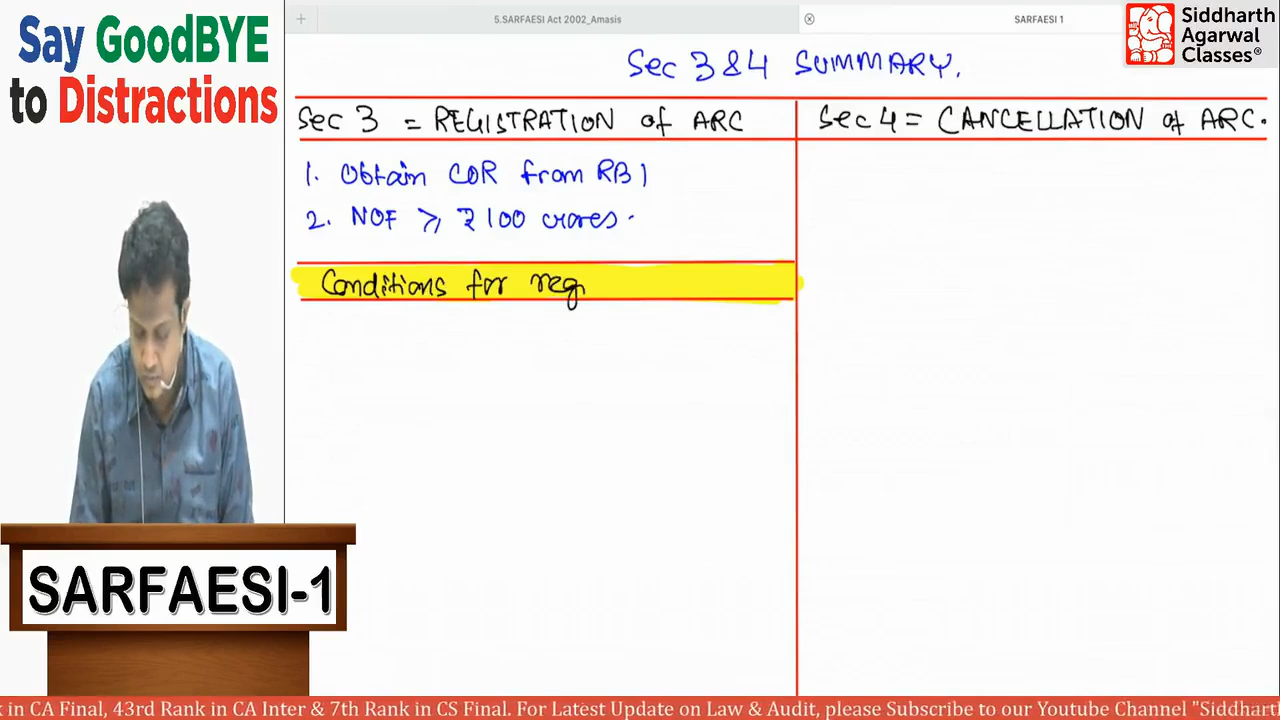 Say GoodBYE
to Distractions
5.SARFAESI Act 2002_Amasis
SARFAESI 1
Siddharth
Agarwal
Classes®
Sec 3 & 4 SUMMARY.
Sec 3 = REGISTRATION of ARC
Sec 4 = CANCELLATION of ARC.
1. Obtain COR from RBI
2. NOF ≥ ₹100 crores.
Conditions for reg
SARFAESI-1
k in CA Final, 43rd Rank in CA Inter & 7th Rank in CS Final. For Latest Update on Law & Audit, please Subscribe to our Youtube Channel "Siddhart